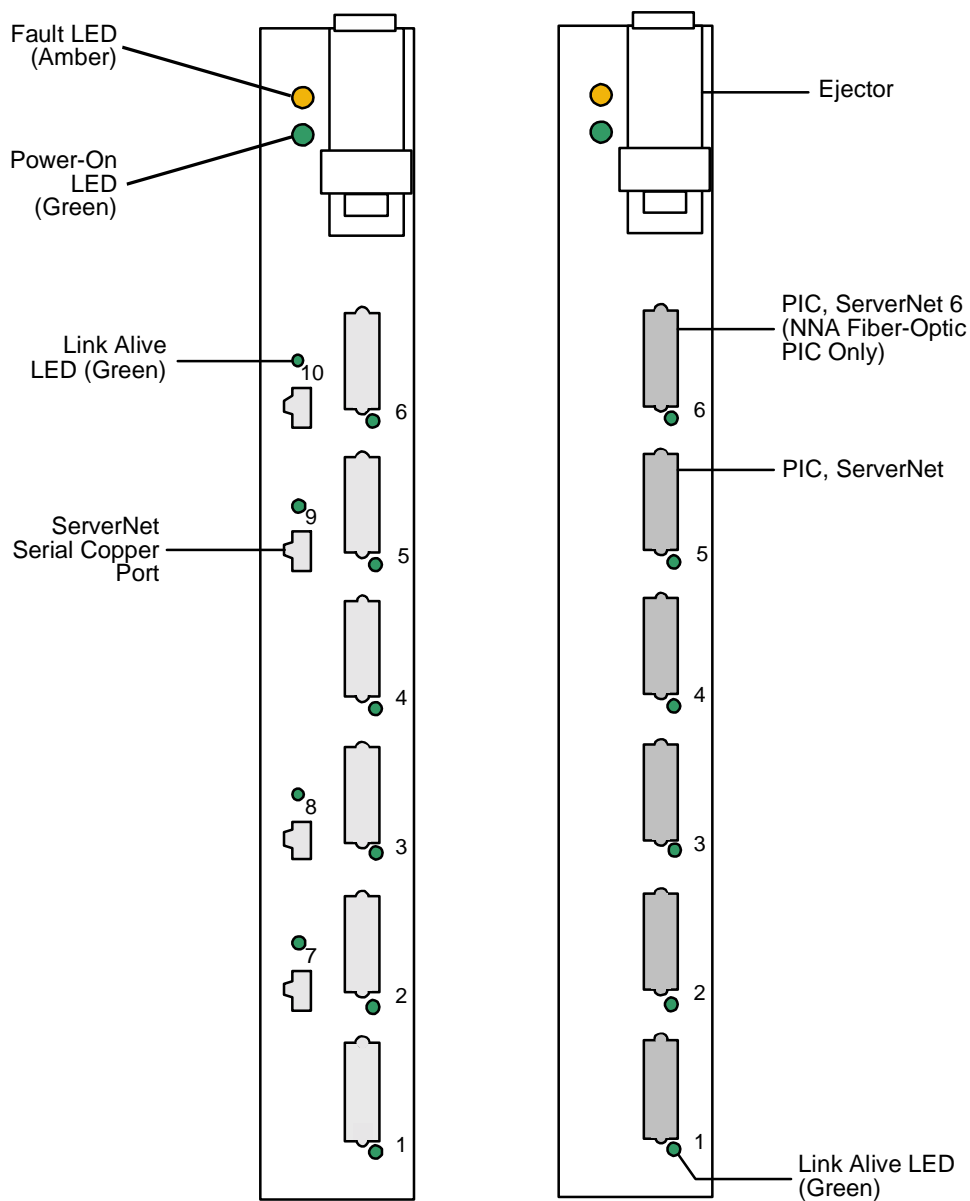 Fault LED
(Amber)
Power-On
LED
(Green)
Link Alive
LED (Green)
10
6
9
ServerNet
Serial Copper
Port
5
4
8
3
7
2
1
Ejector
PIC, ServerNet 6
(NNA Fiber-Optic
PIC Only)
6
PIC, ServerNet
5
4
3
2
1
Link Alive LED
(Green)